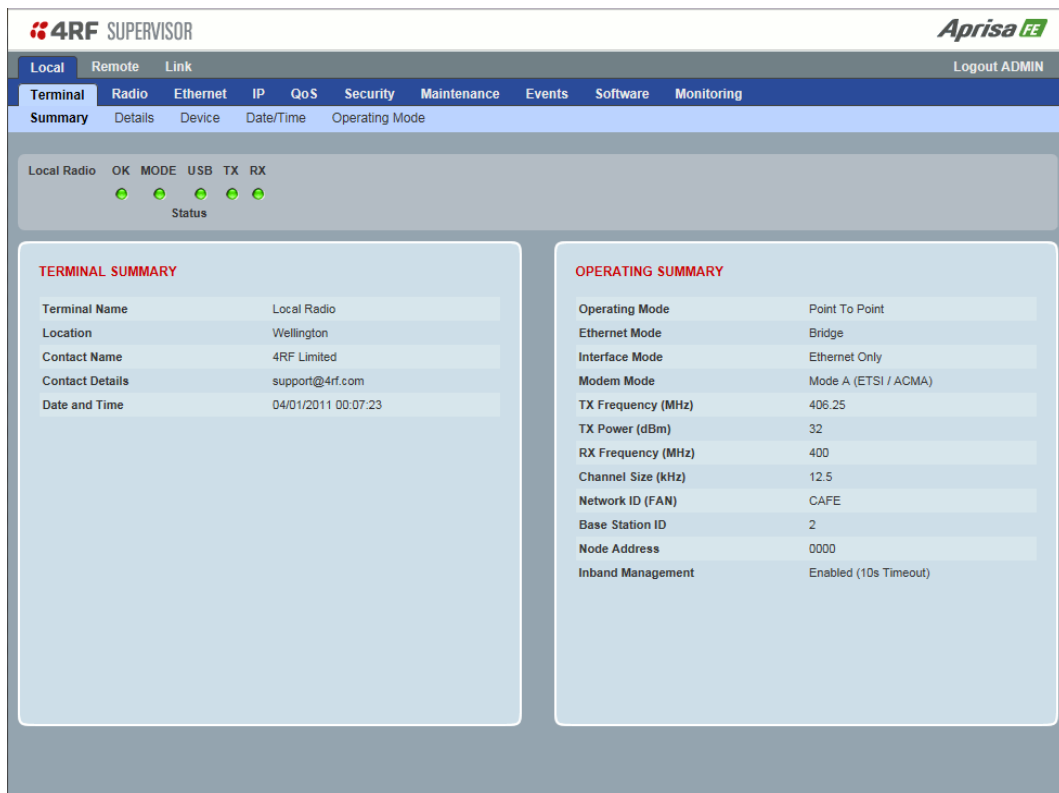 4RF SUPERVISOR
Aprisa FE
Local Remote Link Logout ADMIN
Terminal Radio Ethernet IP QoS Security Maintenance Events Software Monitoring
Summary Details Device Date/Time Operating Mode
Local Radio OK MODE USB TX RX
Status
TERMINAL SUMMARY
Terminal Name Local Radio
Location Wellington
Contact Name 4RF Limited
Contact Details support@4rf.com
Date and Time 04/01/2011 00:07:23
OPERATING SUMMARY
Operating Mode Point To Point
Ethernet Mode Bridge
Interface Mode Ethernet Only
Modem Mode Mode A (ETSI / ACMA)
TX Frequency (MHz) 406.25
TX Power (dBm) 32
RX Frequency (MHz) 400
Channel Size (kHz) 12.5
Network ID (FAN) CAFE
Base Station ID 2
Node Address 0000
Inband Management Enabled (10s Timeout)